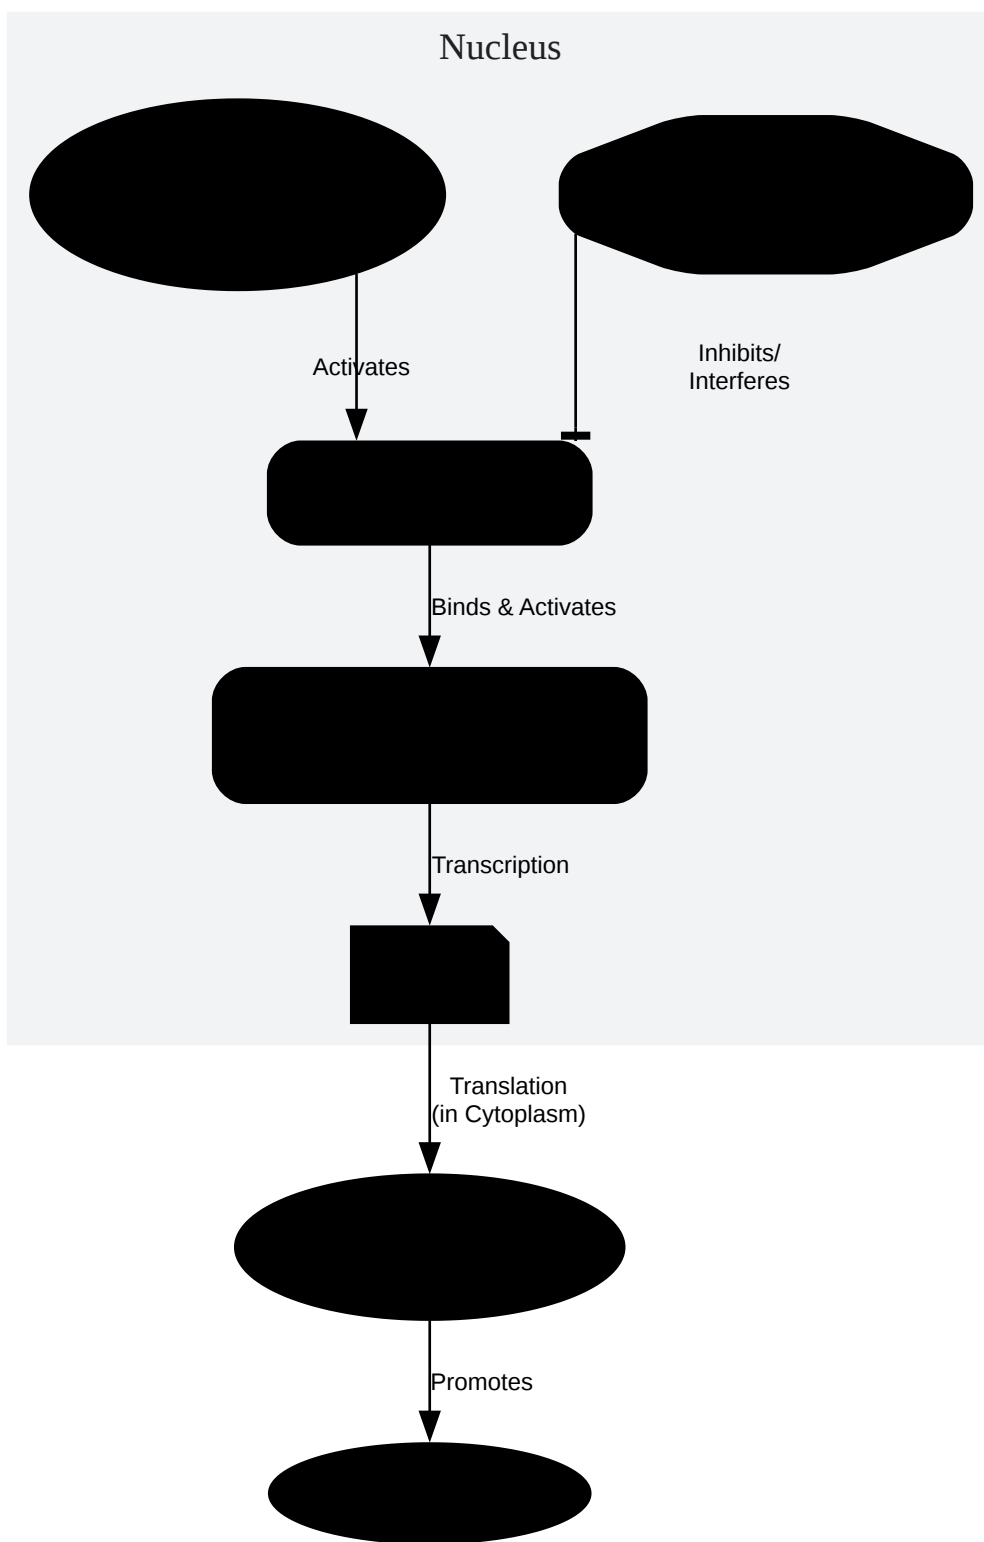 Nucleus
Activates
Inhibits/
Interferes
Binds & Activates
Transcription
Translation
(in Cytoplasm)
Promotes